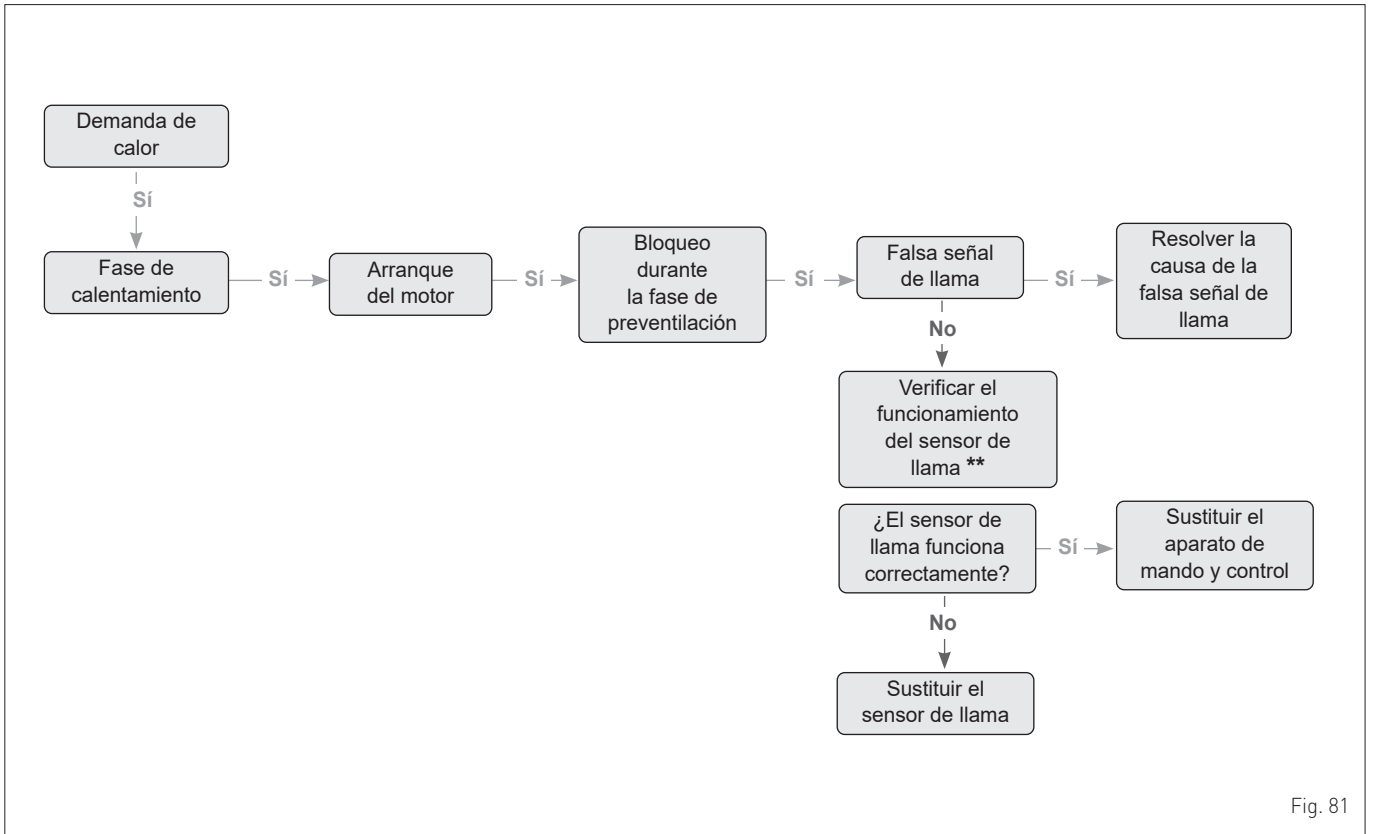 Demanda de
calor
Sí
Fase de
calentamiento
Sí
Arranque
del motor
Sí
Bloqueo
durante
la fase de
preventilación
Sí
Falsa señal
de llama
Sí
Resolver la
causa de la
falsa señal de
llama
No
Verificar el
funcionamiento
del sensor de
llama **
¿El sensor de
llama funciona
correctamente?
Sí
Sustituir el
aparato de
mando y control
No
Sustituir el
sensor de llama
Fig. 81